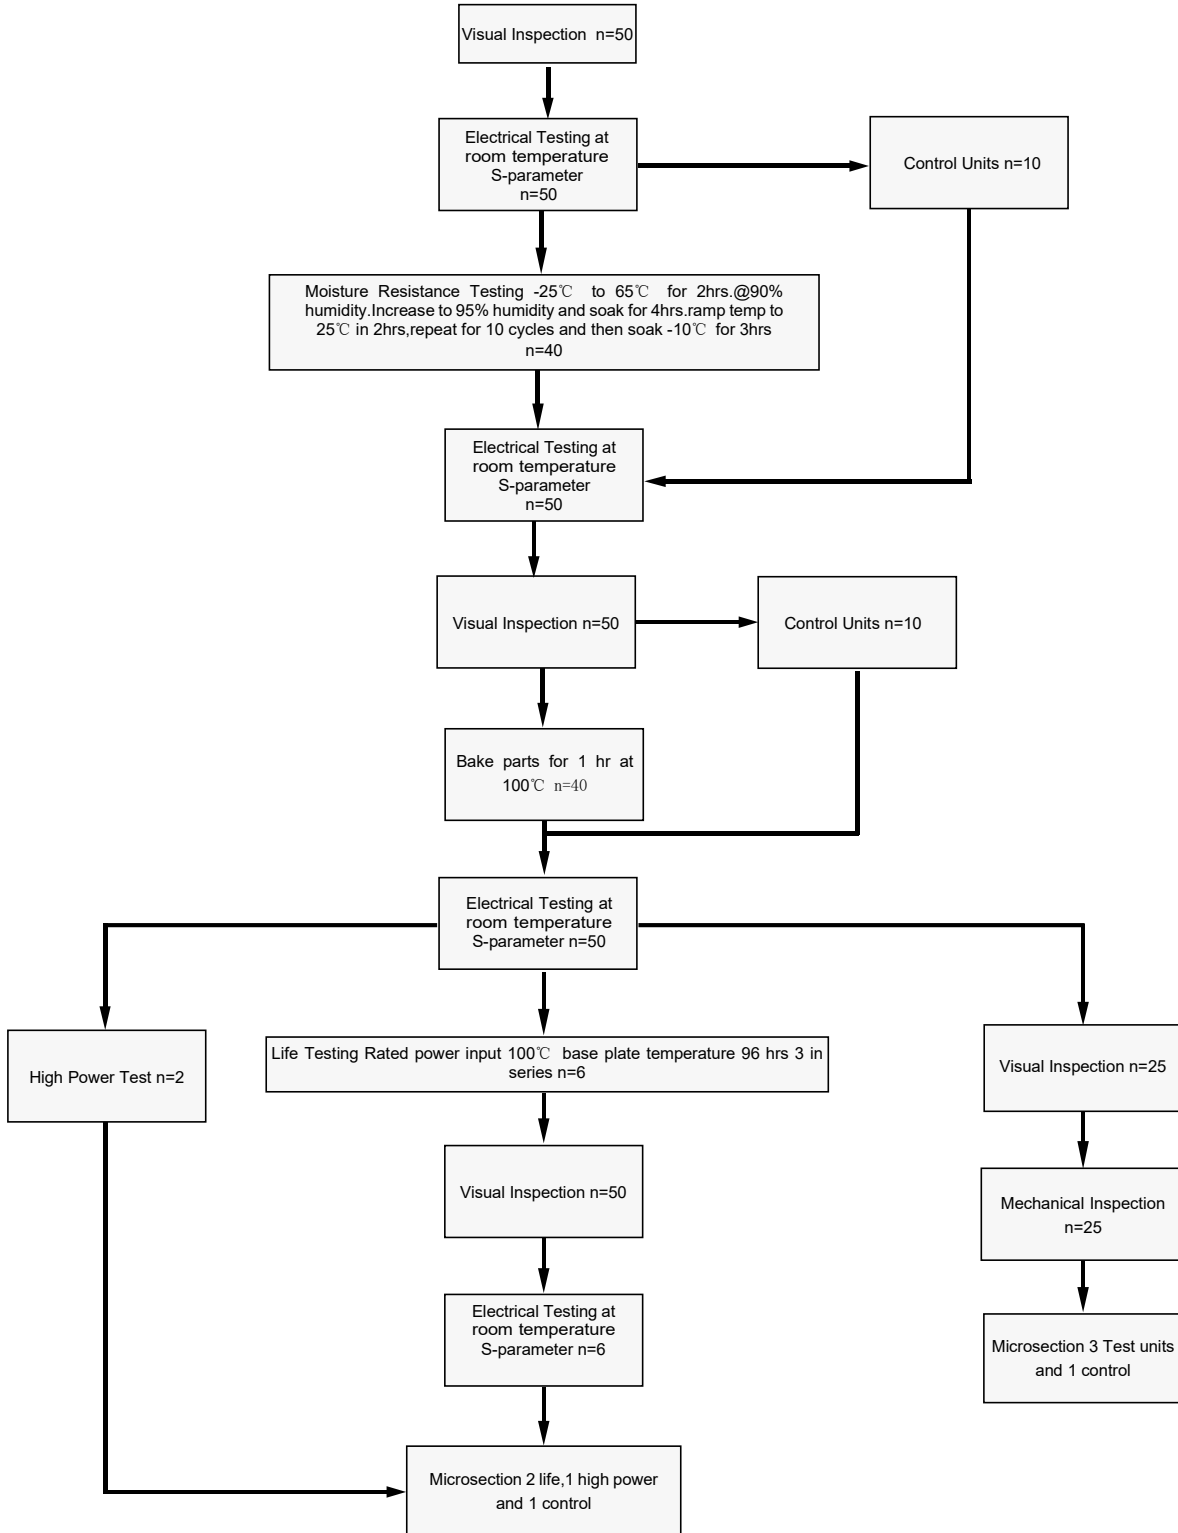 Visual Inspection n=50
Electrical Testing at
room temperature
S-parameter
n=50
Control Units n=10
Moisture Resistance Testing -25℃ to 65℃ for 2hrs.@90%
humidity.Increase to 95% humidity and soak for 4hrs.ramp temp to
25℃ in 2hrs,repeat for 10 cycles and then soak -10℃ for 3hrs
n=40
Electrical Testing at
room temperature
S-parameter
n=50
Visual Inspection n=50
Control Units n=10
Bake parts for 1 hr at
100℃ n=40
Electrical Testing at
room temperature
S-parameter n=50
High Power Test n=2
Life Testing Rated power input 100℃ base plate temperature 96 hrs 3 in
series n=6
Visual Inspection n=25
Visual Inspection n=50
Mechanical Inspection
n=25
Electrical Testing at
room temperature
S-parameter n=6
Microsection 3 Test units
and 1 control
Microsection 2 life,1 high power
and 1 control